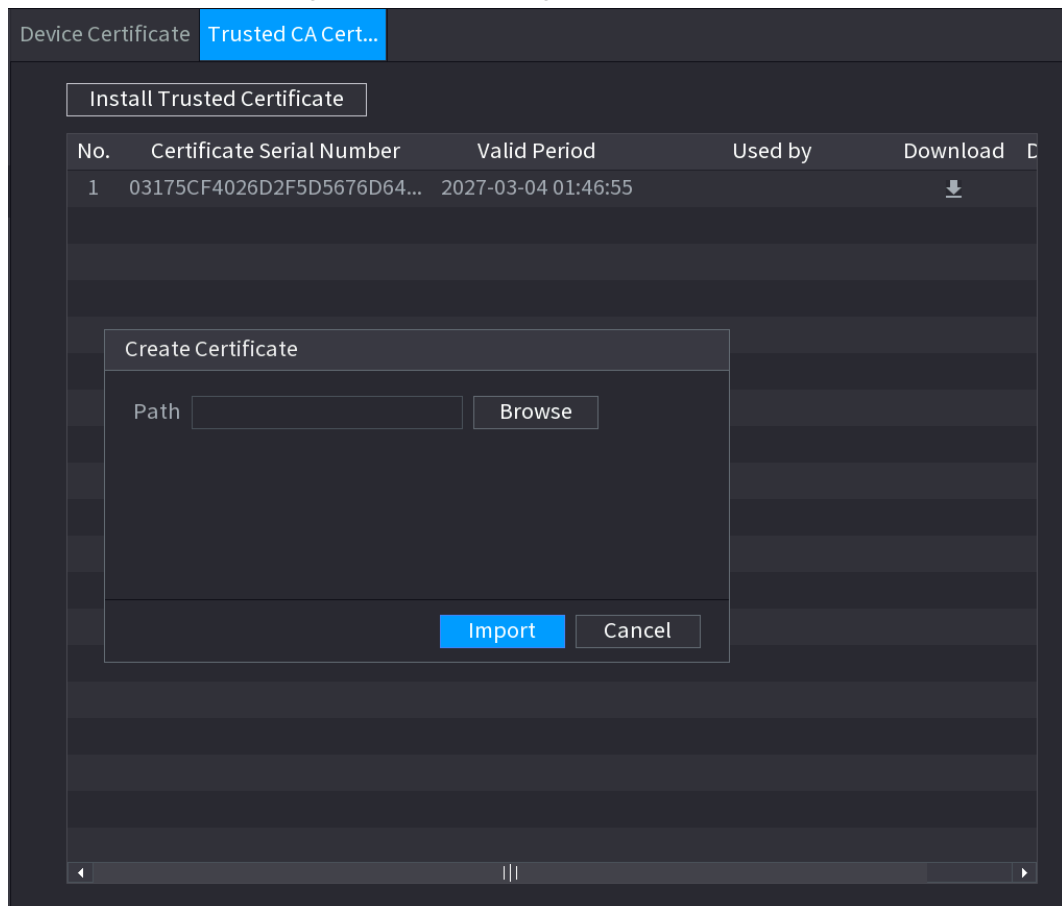 Device Certificate Trusted CA Cert...
Install Trusted Certificate
No. Certificate Serial Number Valid Period Used by Download D
1 03175CF4026D2F5D5676D64... 2027-03-04 01:46:55
Create Certificate
Path Browse
Import Cancel